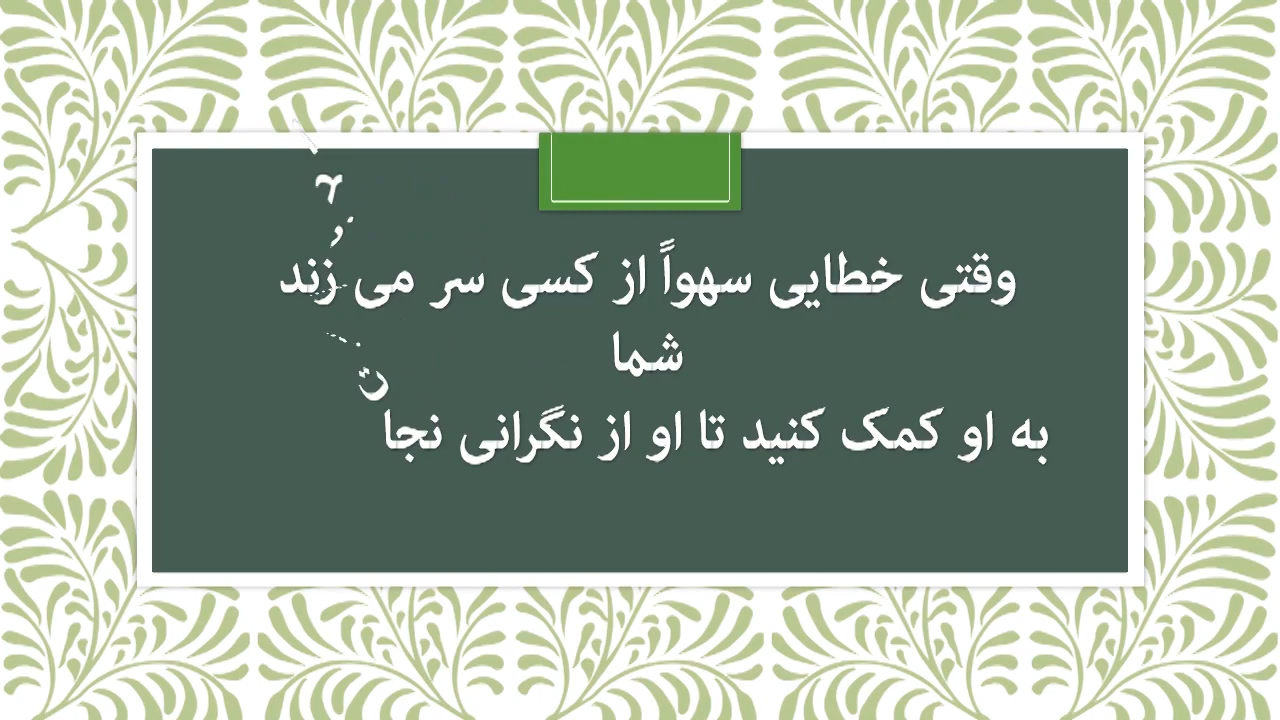 وقتی خطایی سهواً از کسی سر می زند
شما
به او کمک کنید تا او از نگرانی نجا